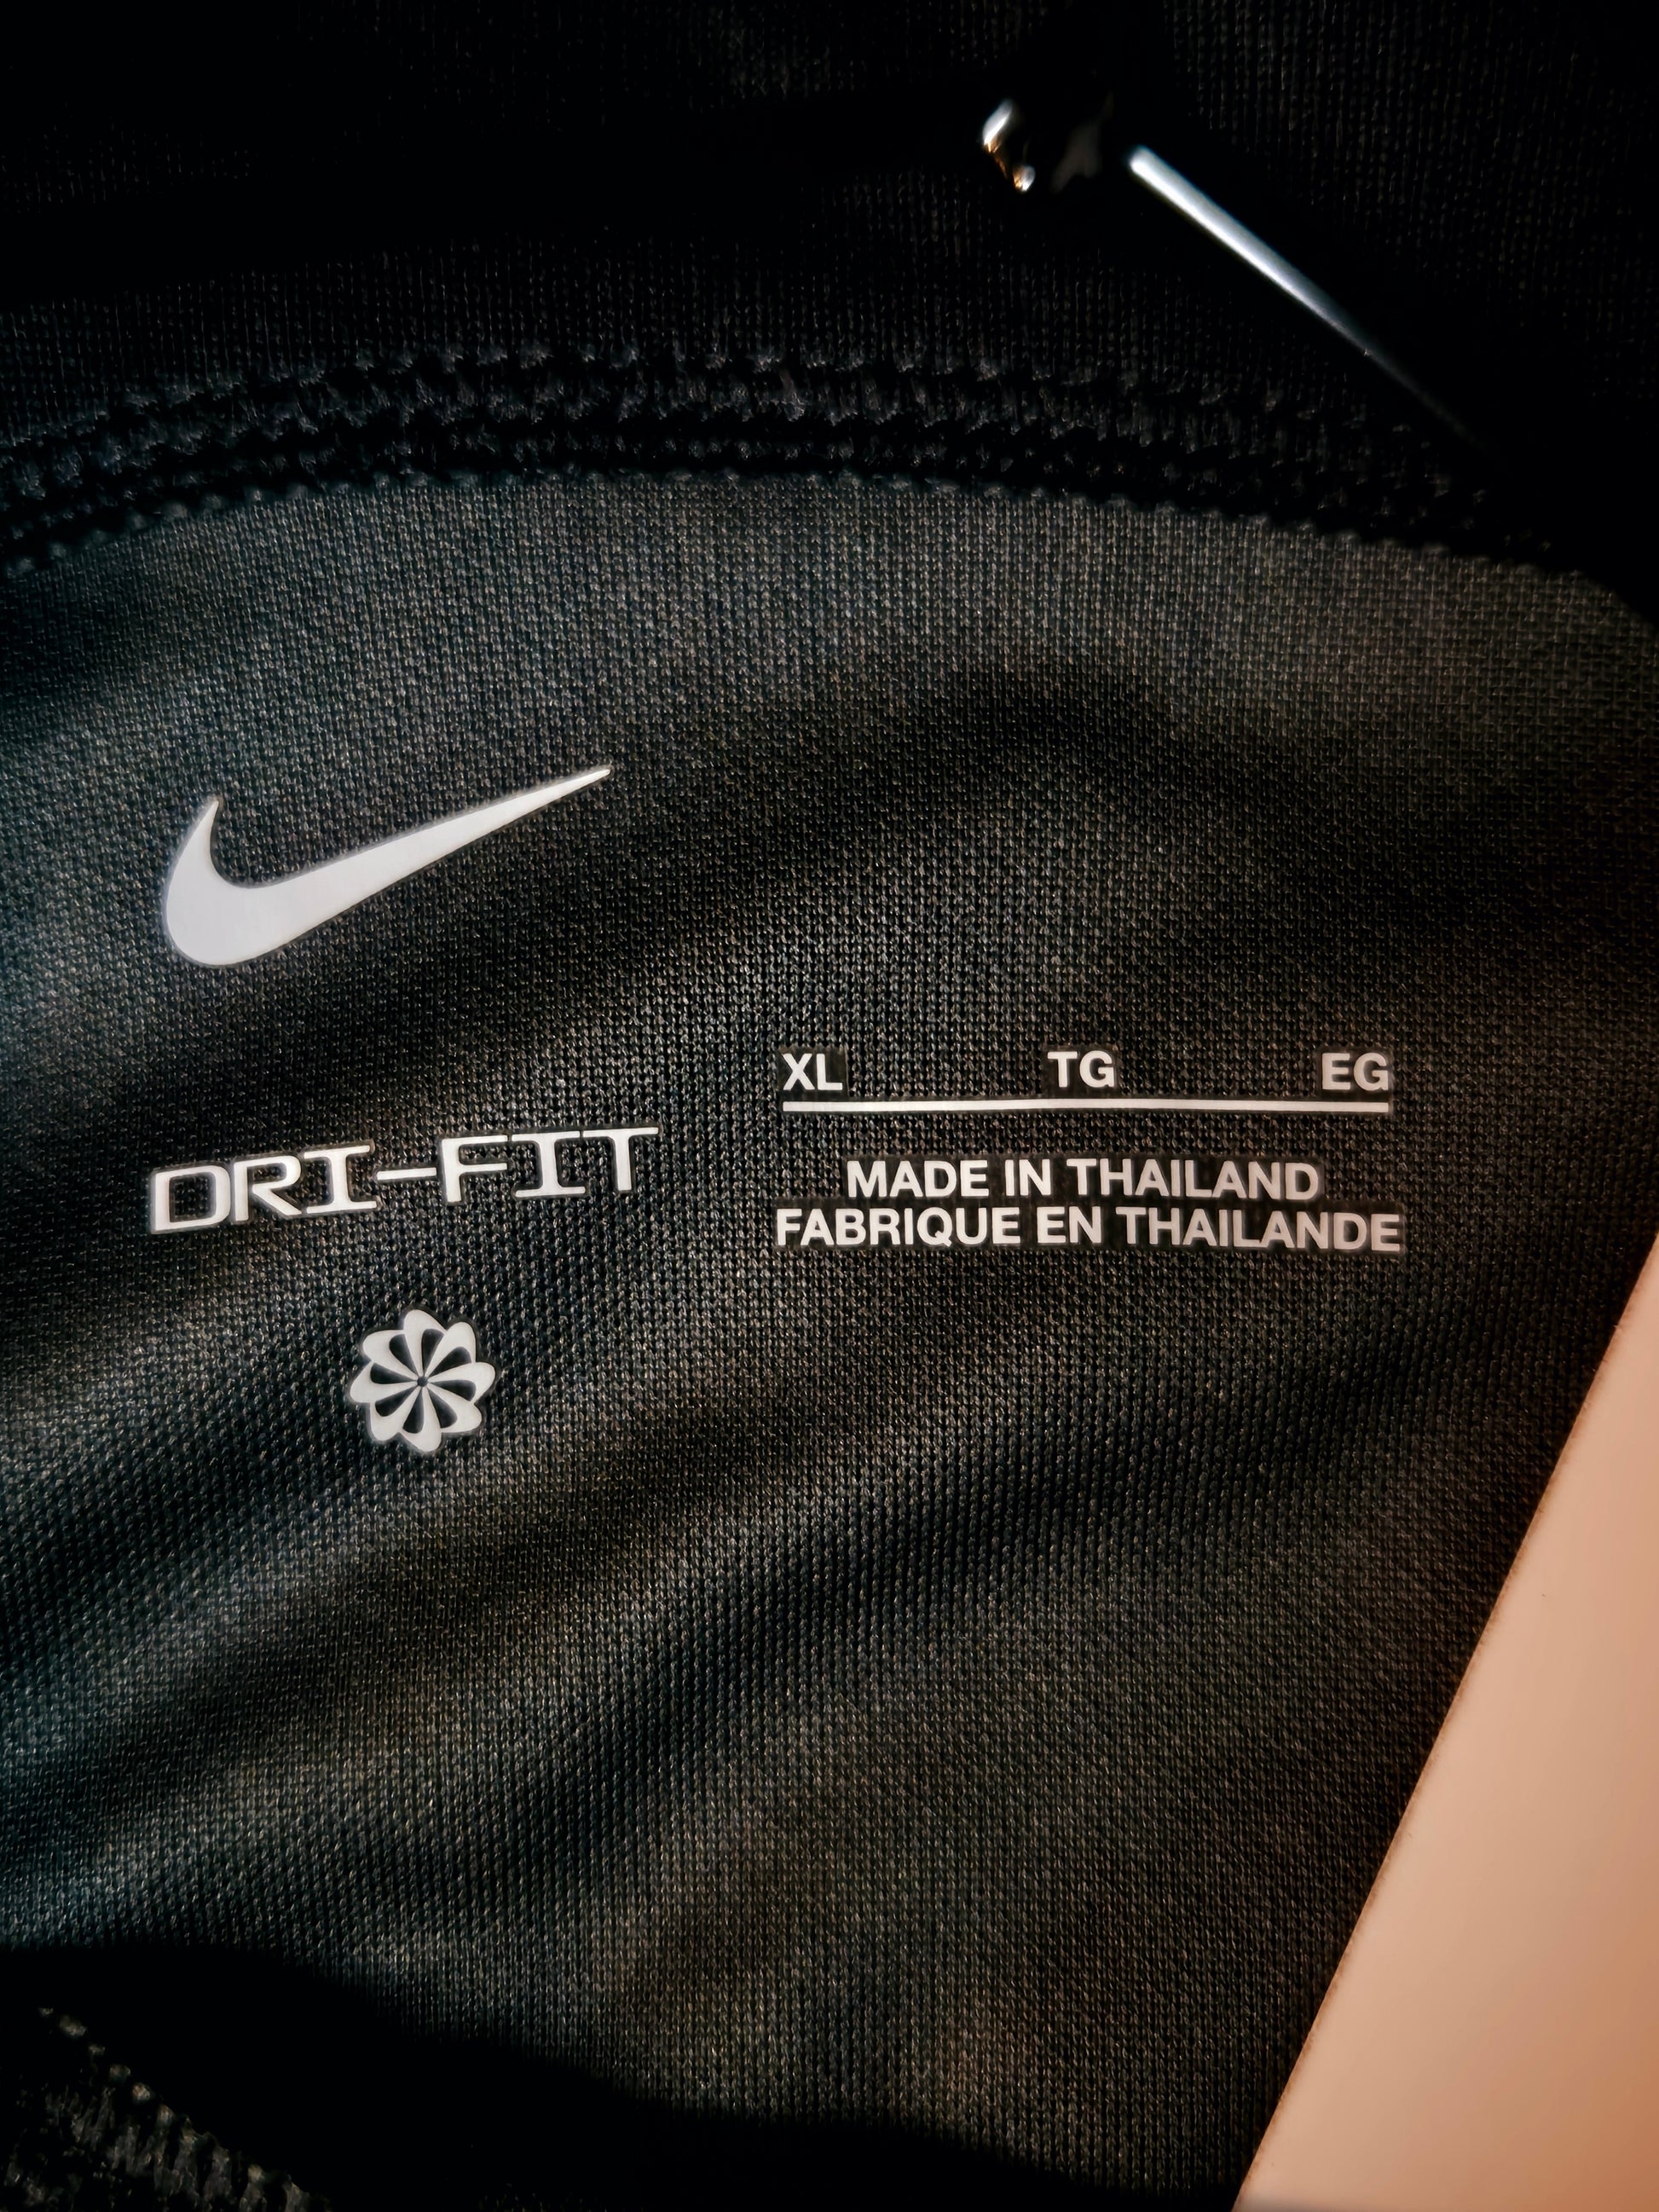 DRI-FIT
XL TG EG
MADE IN THAILAND
FABRIQUE EN THAILANDE